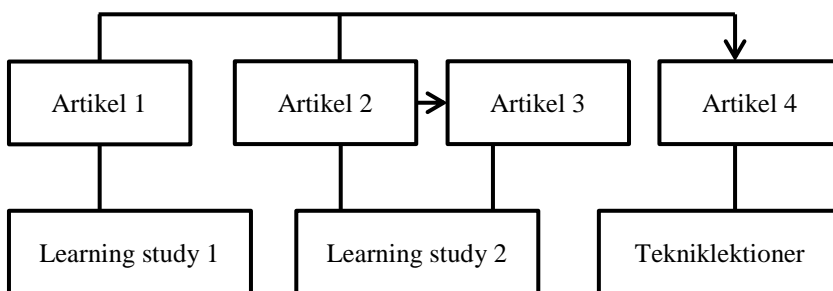 Artikel 1
Artikel 2
Artikel 3
Artikel 4
Learning study 1
Learning study 2
Tekniklektioner